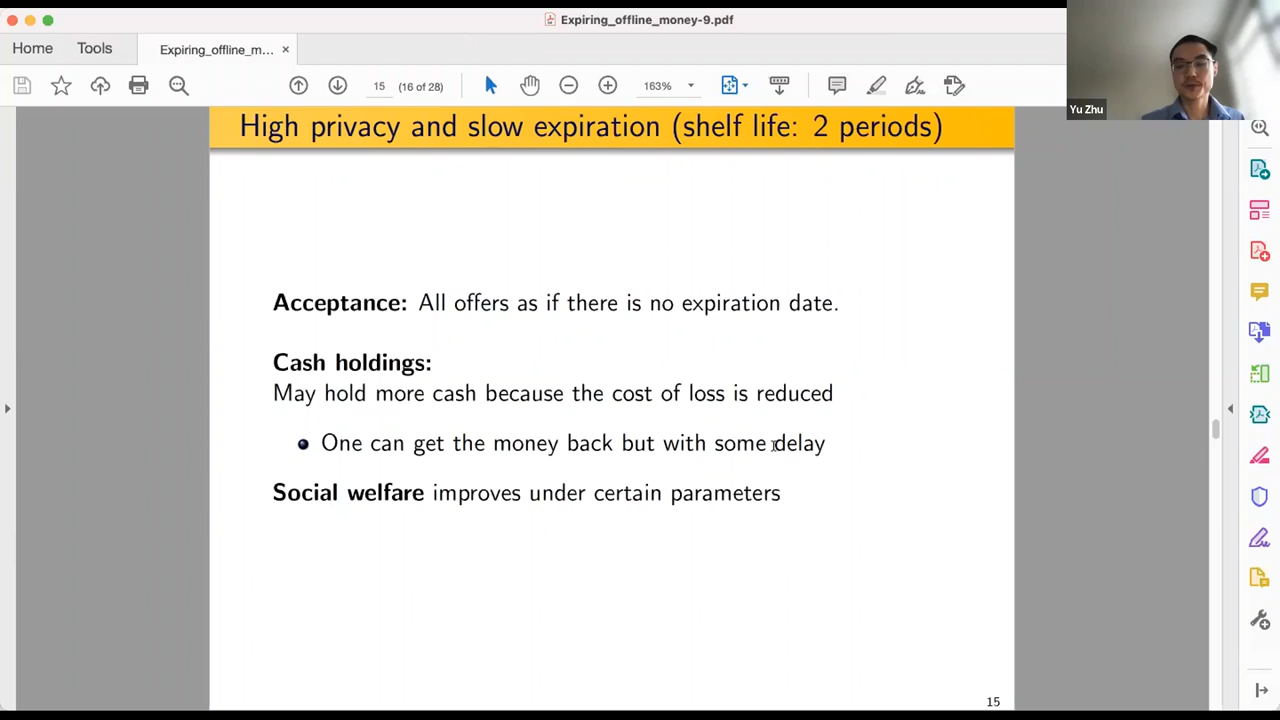 Expiring_offline_money-9.pdf
Home
Tools
Expiring_offline_m...
15
(16 of 28)
163%
Yu Zhu
High privacy and slow expiration (shelf life: 2 periods)
Acceptance: All offers as if there is no expiration date.
Cash holdings:
May hold more cash because the cost of loss is reduced
One can get the money back but with some delay
Social welfare improves under certain parameters
15